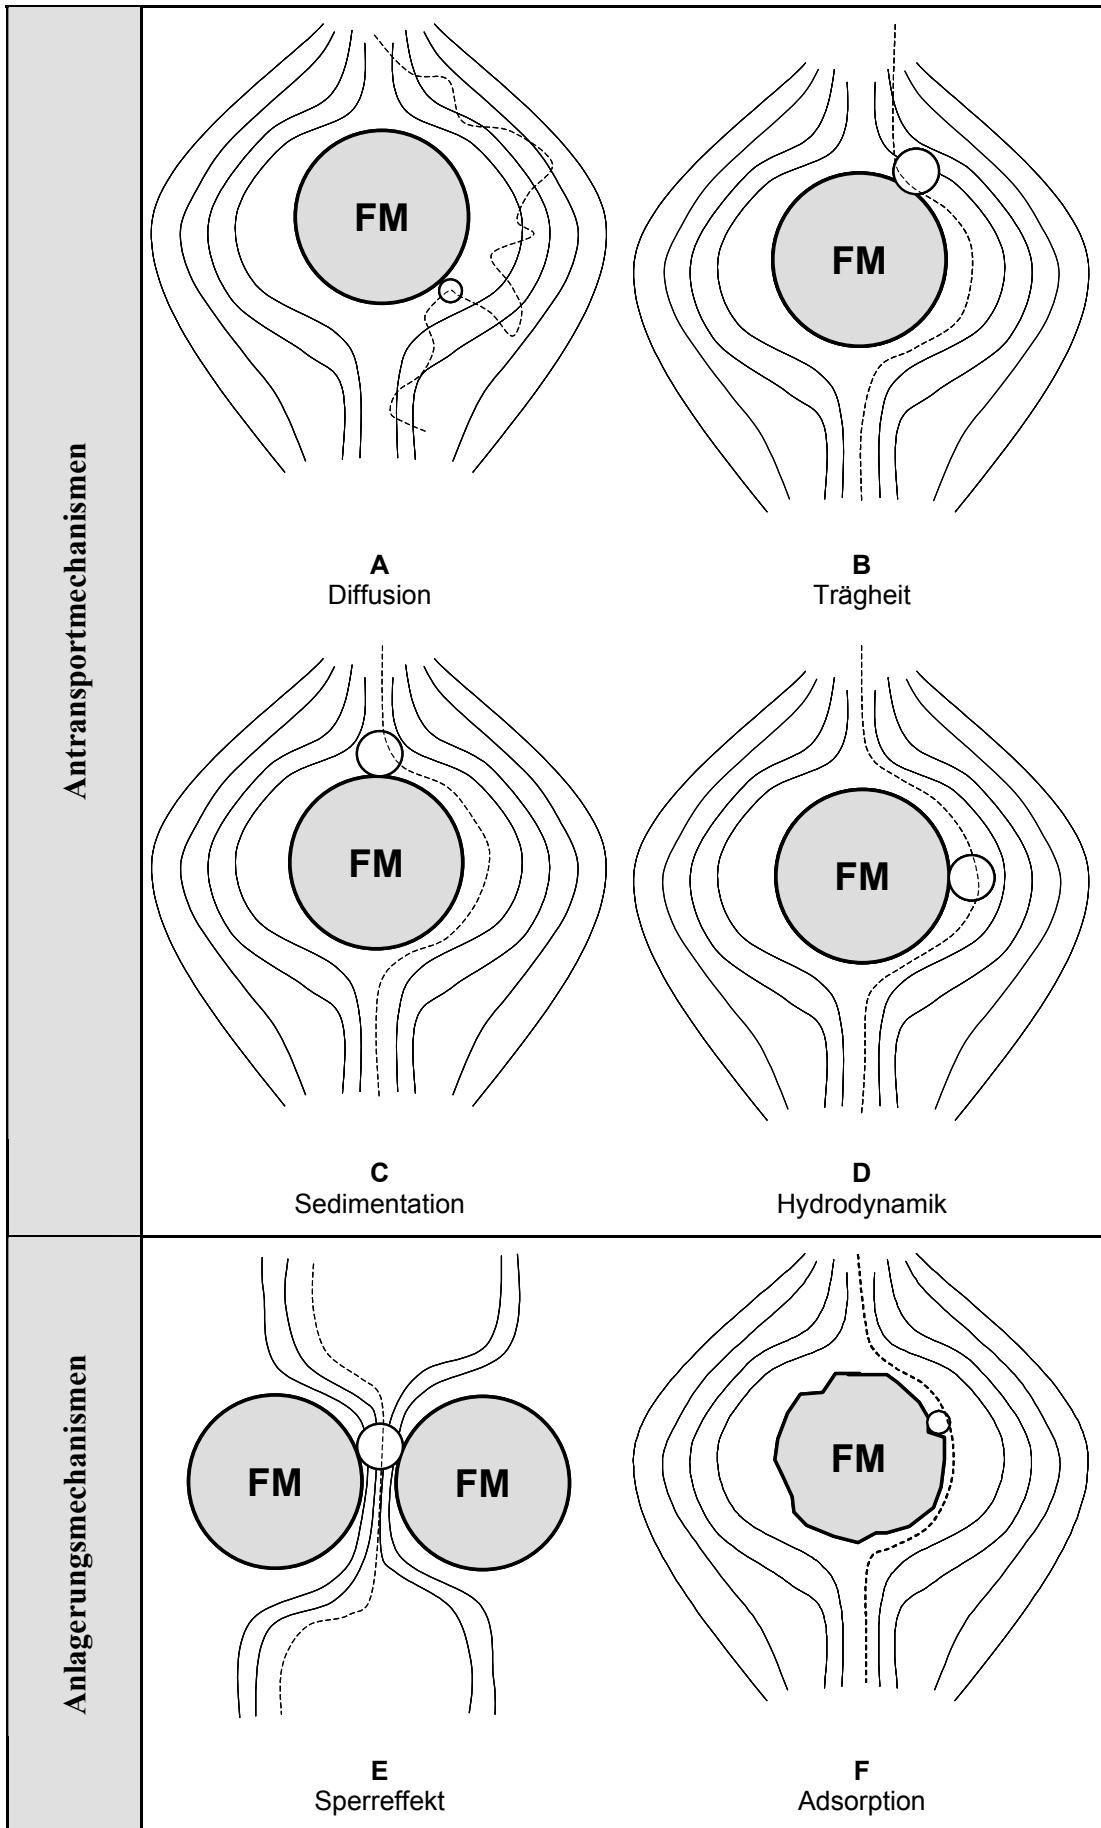 Antransportmechanismen
FM
FM
A
Diffusion
B
Trägheit
FM
FM
C
Sedimentation
D
Hydrodynamik
Anlagerungsmechanismen
FM
FM
FM
E
Sperreffekt
F
Adsorption